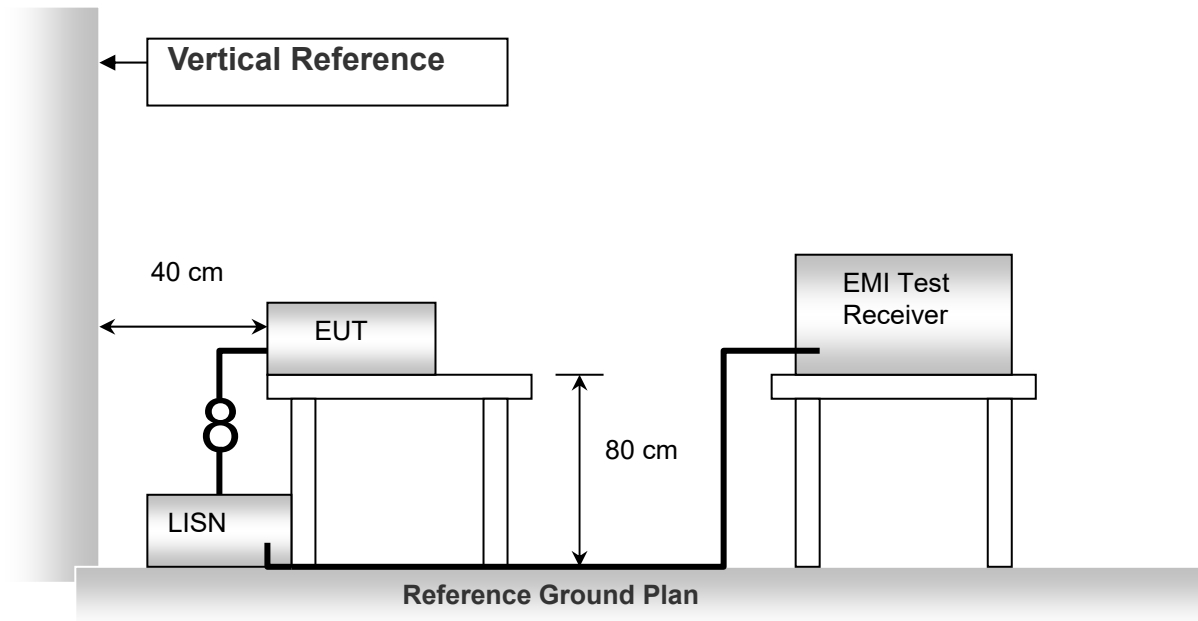 Vertical Reference
40 cm
EUT
EMI Test
Receiver
80 cm
LISN
Reference Ground Plan